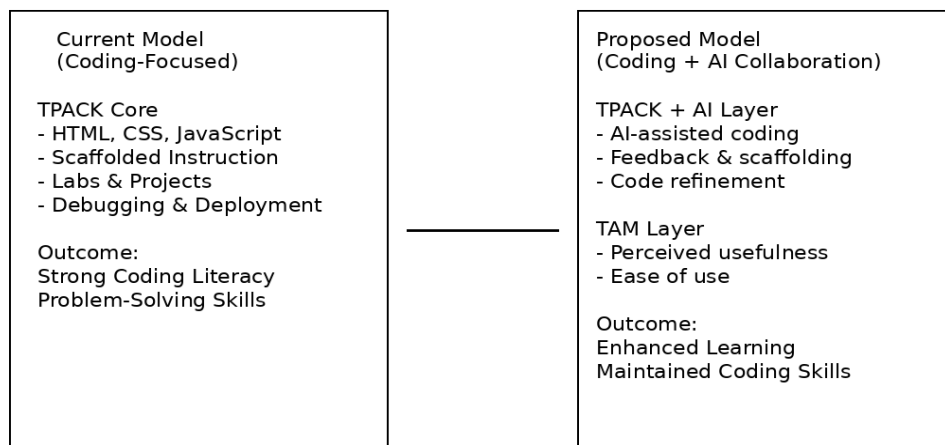 Current Model
(Coding-Focused)
TPACK Core
- HTML, CSS, JavaScript
- Scaffolded Instruction
- Labs & Projects
- Debugging & Deployment
Outcome:
Strong Coding Literacy
Problem-Solving Skills
Proposed Model
(Coding + AI Collaboration)
TPACK + AI Layer
- AI-assisted coding
- Feedback & scaffolding
- Code refinement
TAM Layer
- Perceived usefulness
- Ease of use
Outcome:
Enhanced Learning
Maintained Coding Skills